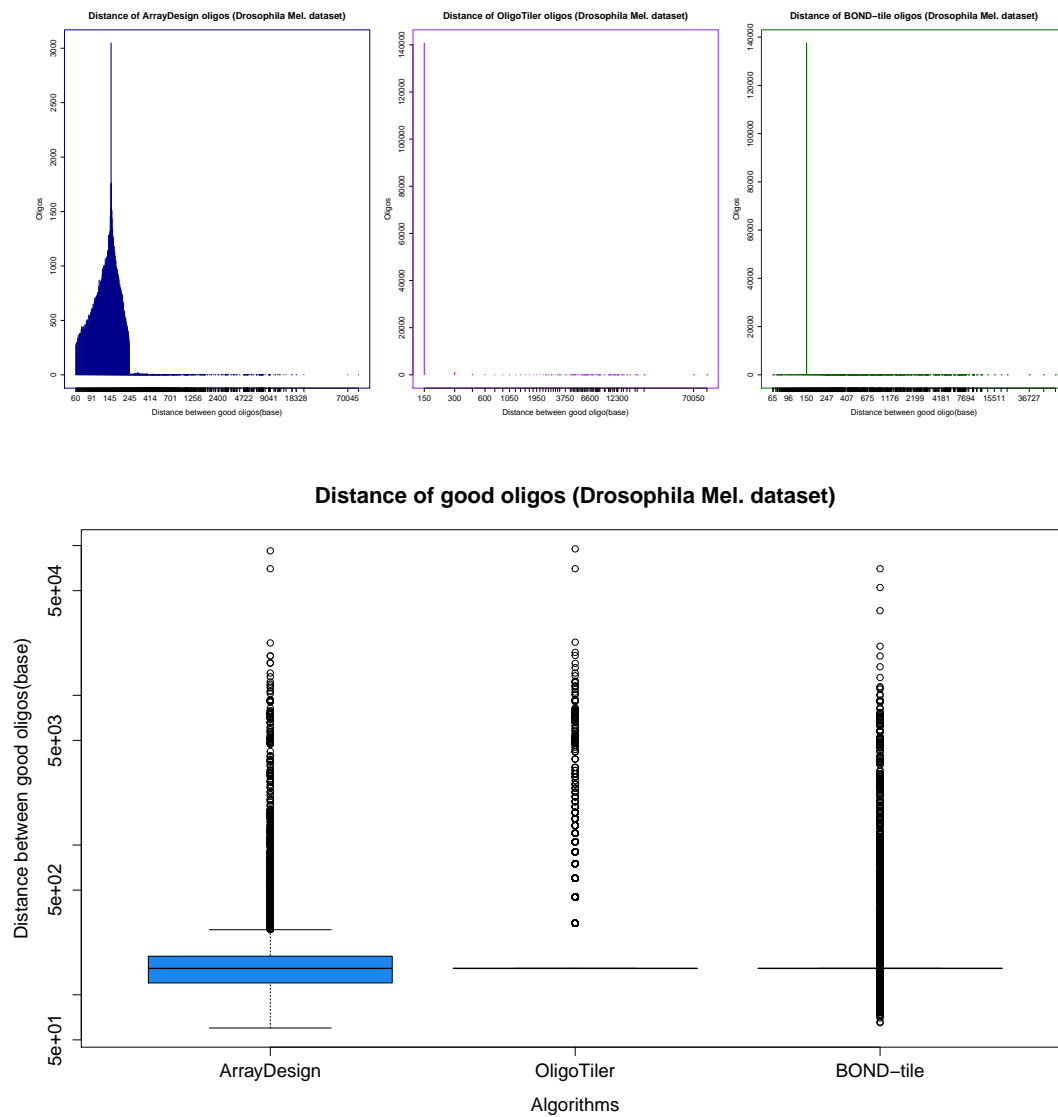 Distance of ArrayDesign oligos (Drosophila Mel. dataset)
Oligos
3000
2500
2000
1500
1000
500
0
60 91 145 245 414 701 1256 2400 4722 9041 18328 70045
Distance between good oligos(base)
Distance of OligoTiler oligos (Drosophila Mel. dataset)
Oligos
140000
120000
100000
80000
60000
40000
20000
0
150 300 600 1050 1950 3750 6600 12300 70050
Distance between good oligo(base)
Distance of BOND−tile oligos (Drosophila Mel. dataset)
Oligos
140000
120000
100000
80000
60000
40000
20000
0
65 96 150 247 407 675 1176 2199 4181 7694 15511 36727
Distance between good oligos(base)
Distance of good oligos (Drosophila Mel. dataset)
Distance between good oligos(base)
5e+04
5e+03
5e+02
5e+01
ArrayDesign OligoTiler BOND−tile
Algorithms